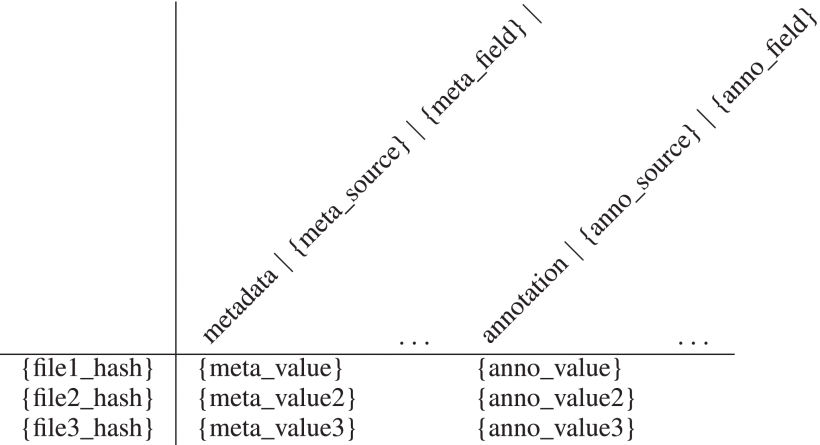 metadata | {meta_source} | {meta_field} |
...
annotation | {anno_source} | {anno_field}
...
{file1_hash} {meta_value} {anno_value}
{file2_hash} {meta_value2} {anno_value2}
{file3_hash} {meta_value3} {anno_value3}